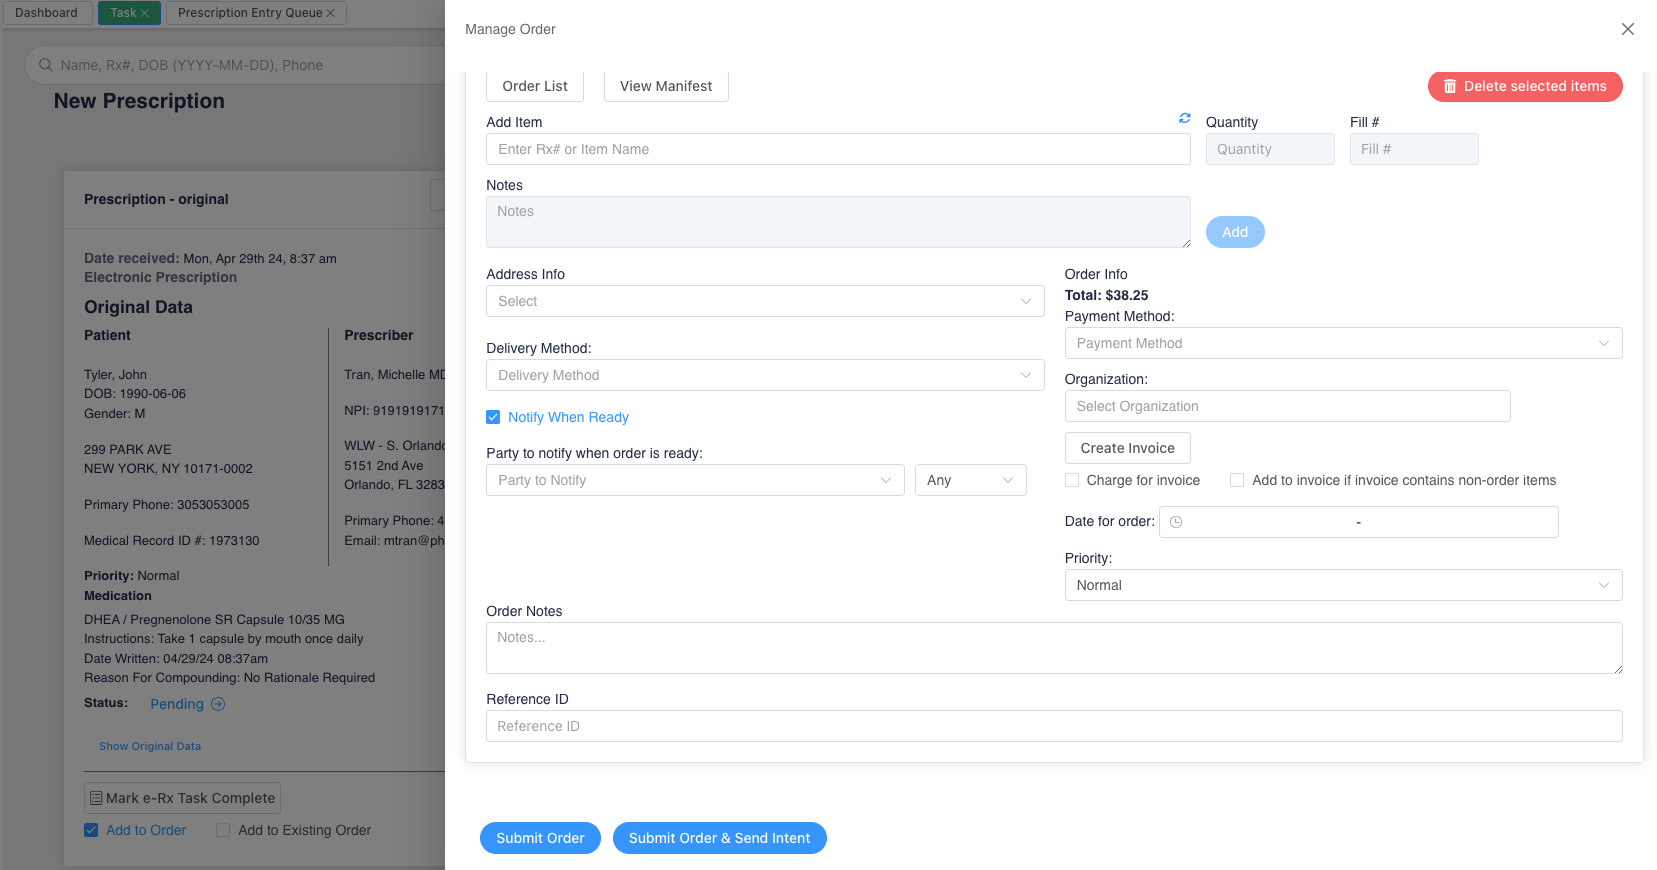 Dashboard
Task
Prescription Entry Queue
Name, Rx#, DOB (YYYY-MM-DD), Phone
New Prescription
Prescription - original
Date received: Mon, Apr 29th 24, 8:37 am
Electronic Prescription
Original Data
Patient
Tyler, John
DOB: 1990-06-06
Gender: M
299 PARK AVE
NEW YORK, NY 10171-0002
Primary Phone: 3053053005
Medical Record ID #: 1973130
Prescriber
Tran, Michelle MD
NPI: 9191919171
WLW - S. Orlando
5151 2nd Ave
Orlando, FL 3283
Primary Phone: 4
Email: mtran@ph
Priority: Normal
Medication
DHEA / Pregnenolone SR Capsule 10/35 MG
Instructions: Take 1 capsule by mouth once daily
Date Written: 04/29/24 08:37am
Reason For Compounding: No Rationale Required
Status: Pending
Show Original Data
Mark e-Rx Task Complete
Add to Order
Add to Existing Order
Manage Order
Order List
View Manifest
Delete selected items
Add Item
Enter Rx# or Item Name
Quantity
Quantity
Fill #
Fill #
Notes
Notes
Add
Address Info
Select
Delivery Method:
Delivery Method
Notify When Ready
Party to notify when order is ready:
Party to Notify
Any
Order Info
Total: $38.25
Payment Method:
Payment Method
Organization:
Select Organization
Create Invoice
Charge for invoice
Add to invoice if invoice contains non-order items
Date for order: -
Priority:
Normal
Order Notes
Notes...
Reference ID
Reference ID
Submit Order
Submit Order & Send Intent